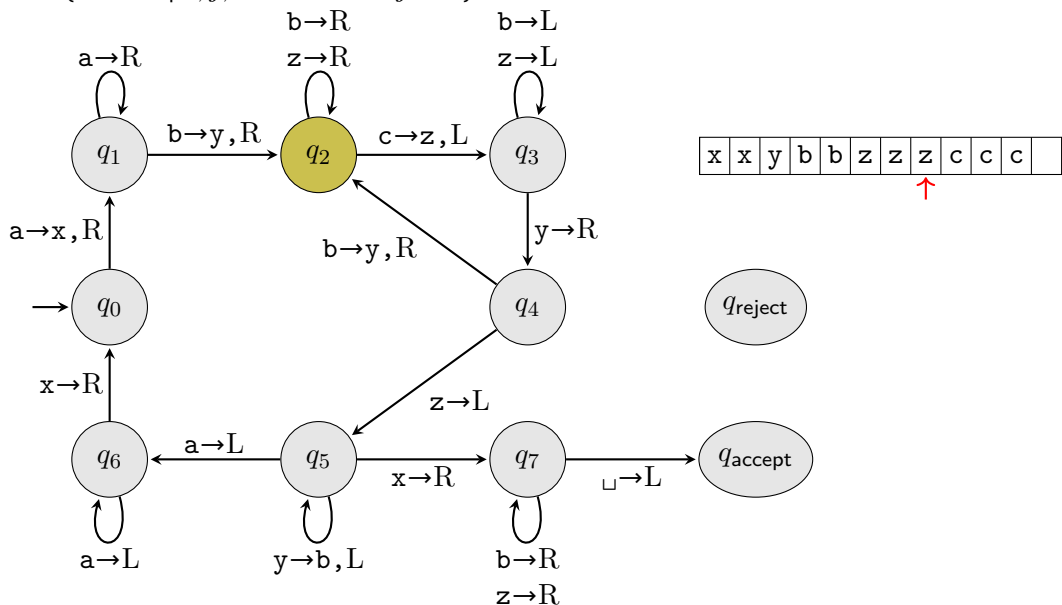 b→R
b→L
a→R
z→R
z→L
q1
b→y,R
q2
c→z,L
q3
x x y b b z z z c c c
a→x,R
b→y,R
y→R
q0
q4
qreject
x→R
z→L
q6
a→L
q5
x→R
q7
␣→L
qaccept
a→L
y→b,L
b→R
z→R